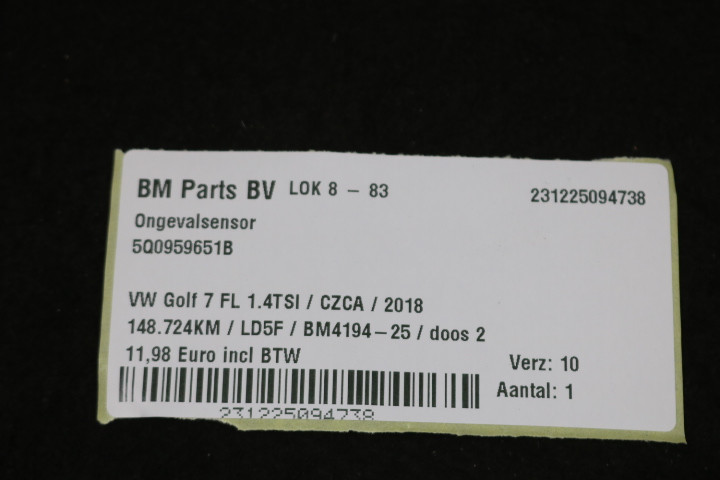 BM Parts BV LOK 8 - 83 231225094738
Ongevalsensor
5Q0959651B
VW Golf 7 FL 1.4TSI / CZCA / 2018
148.724KM / LD5F / BM4194-25 / doos 2
11,98 Euro incl BTW Verz: 10
Aantal: 1
231225094738